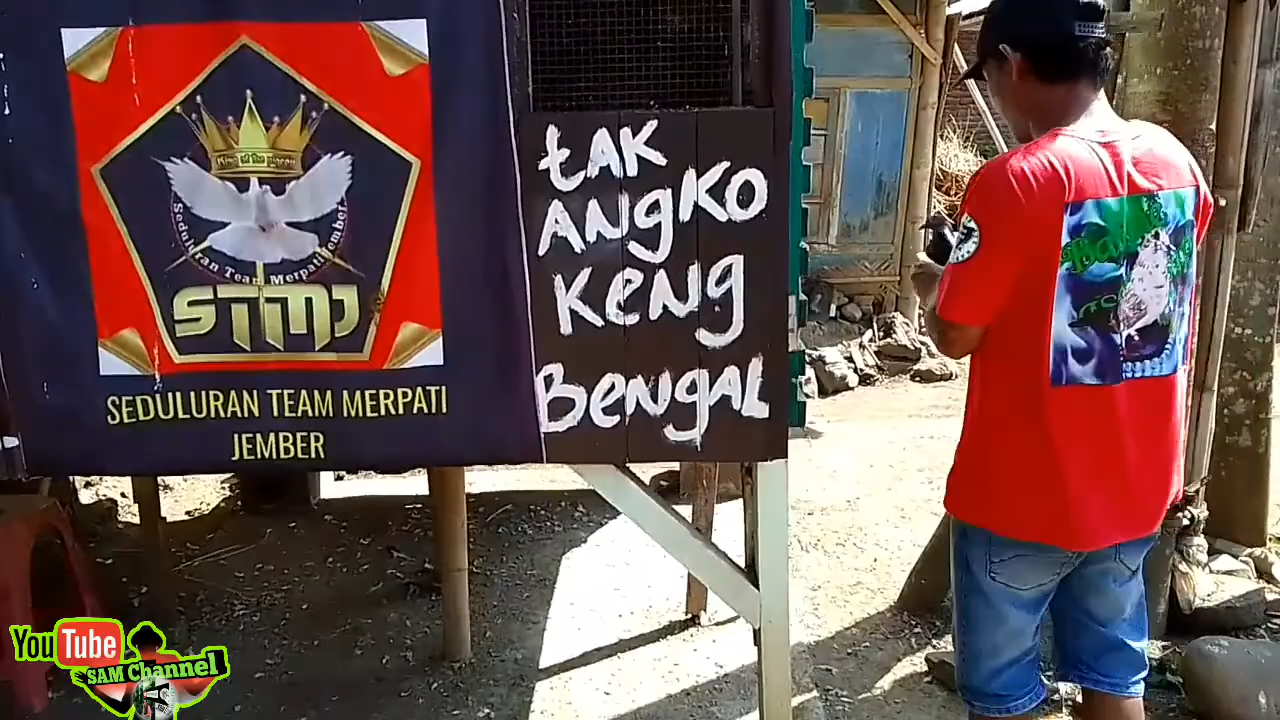 King of the pigeon
Seduluran Team Merpati Jember
STMJ
SEDULURAN TEAM MERPATI
JEMBER
tAK
ANgKO
KeNg
BeNgAL
YouTube
SAM Channel